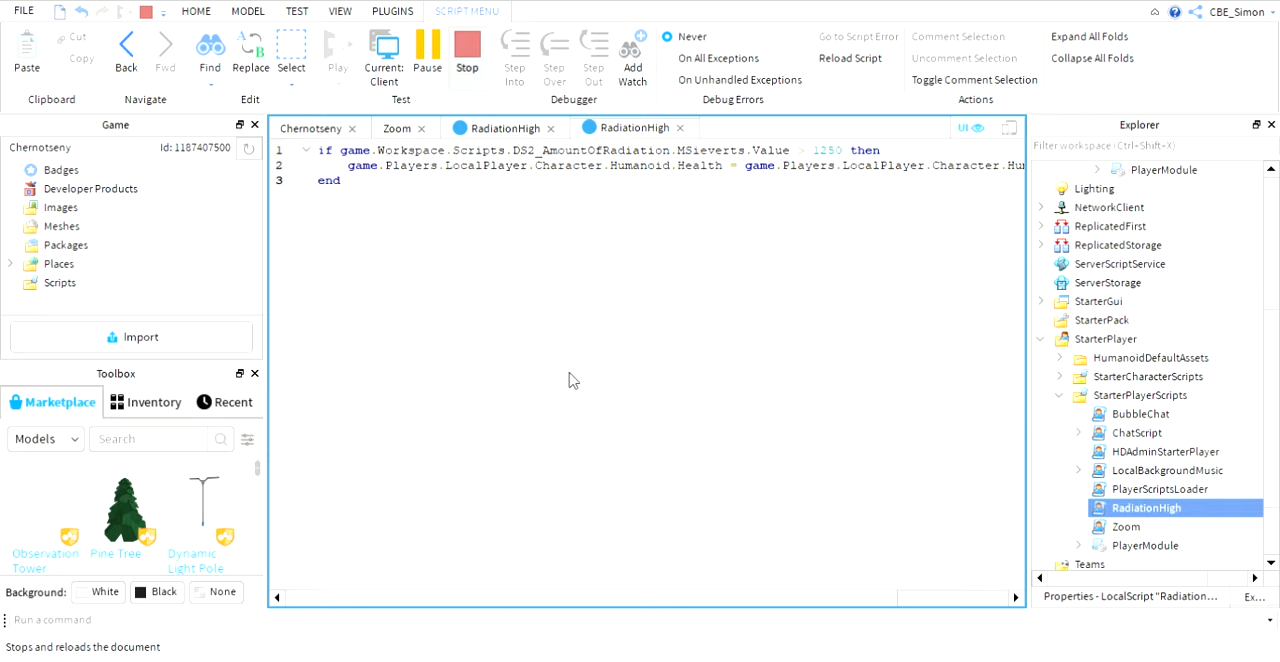 FILE HOME MODEL TEST VIEW PLUGINS SCRIPT MENU CBE_Simon
Cut
Copy
Paste
Clipboard
Back Fwd
Navigate
Find Replace Select
Edit
Play Current: Client Pause Stop
Test
Step Into Step Over Step Out Add Watch
Debugger
Never
On All Exceptions
On Unhandled Exceptions
Go to Script Error
Reload Script
Debug Errors
Comment Selection
Uncomment Selection
Toggle Comment Selection
Expand All Folds
Collapse All Folds
Actions
Game
Chernotseny Id: 1187407500
Badges
Developer Products
Images
Meshes
Packages
Places
Scripts
Import
Toolbox
Marketplace Inventory Recent
Models Search
Observation Tower
Pine Tree
Dynamic Light Pole
Background: White Black None
Run a command
Stops and reloads the document
Chernotseny Zoom RadiationHigh RadiationHigh UI
1 if game.Workspace.Scripts.DS2_AmountOfRadiation.MSieverts.Value > 1250 then
2 game.Players.LocalPlayer.Character.Humanoid.Health = game.Players.LocalPlayer.Character.Hu
3 end
Explorer
Filter workspace (Ctrl+Shift+X)
PlayerModule
Lighting
NetworkClient
ReplicatedFirst
ReplicatedStorage
ServerScriptService
ServerStorage
StarterGui
StarterPack
StarterPlayer
HumanoidDefaultAssets
StarterCharacterScripts
StarterPlayerScripts
BubbleChat
ChatScript
HDAdminStarterPlayer
LocalBackgroundMusic
PlayerScriptsLoader
RadiationHigh
Zoom
PlayerModule
Teams
Properties - LocalScript "Radiation... Ex...